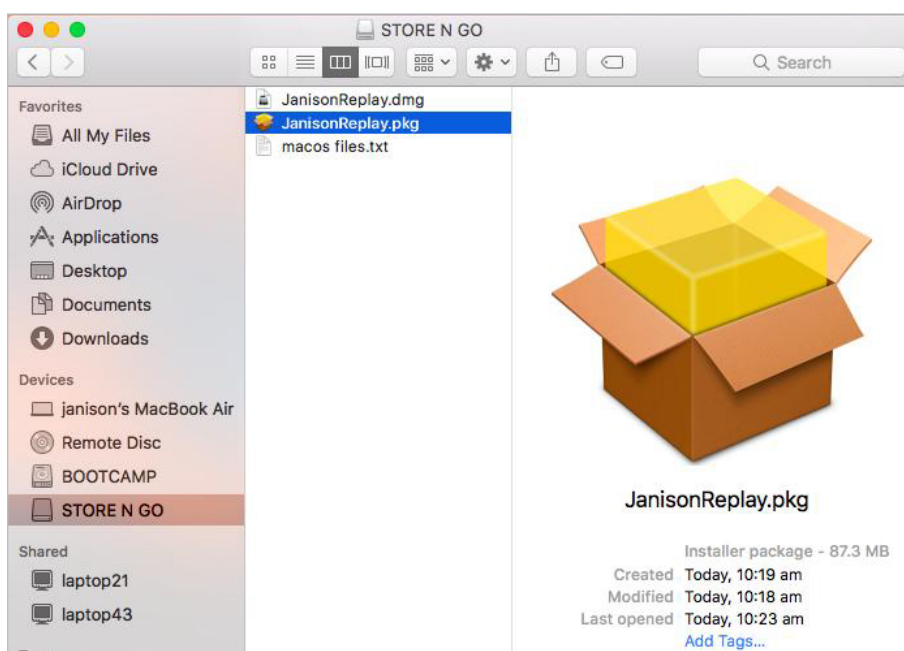 STORE N GO
Search
Favorites
All My Files
iCloud Drive
AirDrop
Applications
Desktop
Documents
Downloads
Devices
janison's MacBook Air
Remote Disc
BOOTCAMP
STORE N GO
Shared
laptop21
laptop43
JanisonReplay.dmg
JanisonReplay.pkg
macos files.txt
JanisonReplay.pkg
Installer package - 87.3 MB
Created Today, 10:19 am
Modified Today, 10:18 am
Last opened Today, 10:23 am
Add Tags...